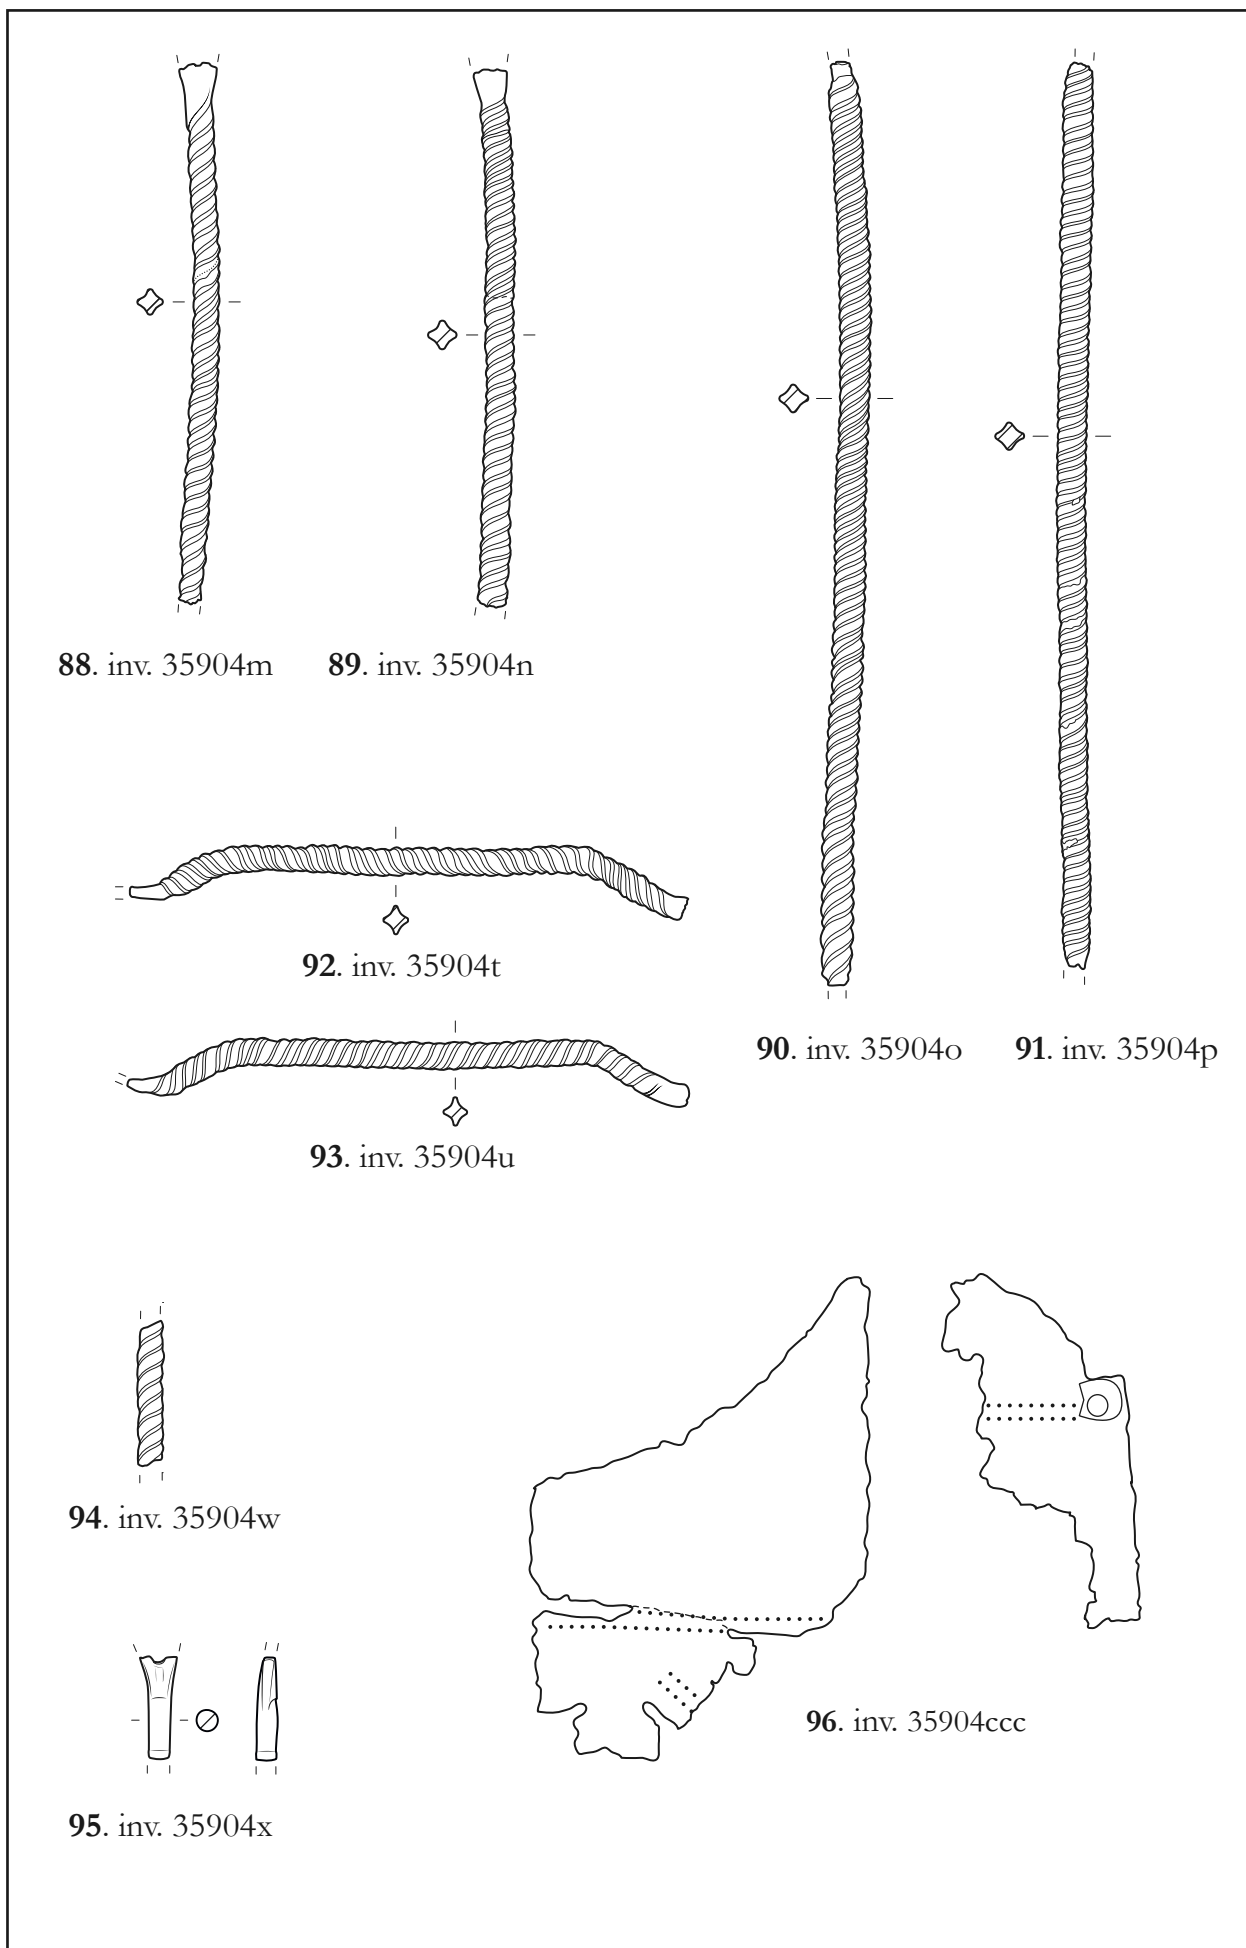 88. inv. 35904m
89. inv. 35904n
90. inv. 35904o
91. inv. 35904p
92. inv. 35904t
93. inv. 35904u
94. inv. 35904w
95. inv. 35904x
96. inv. 35904ccc